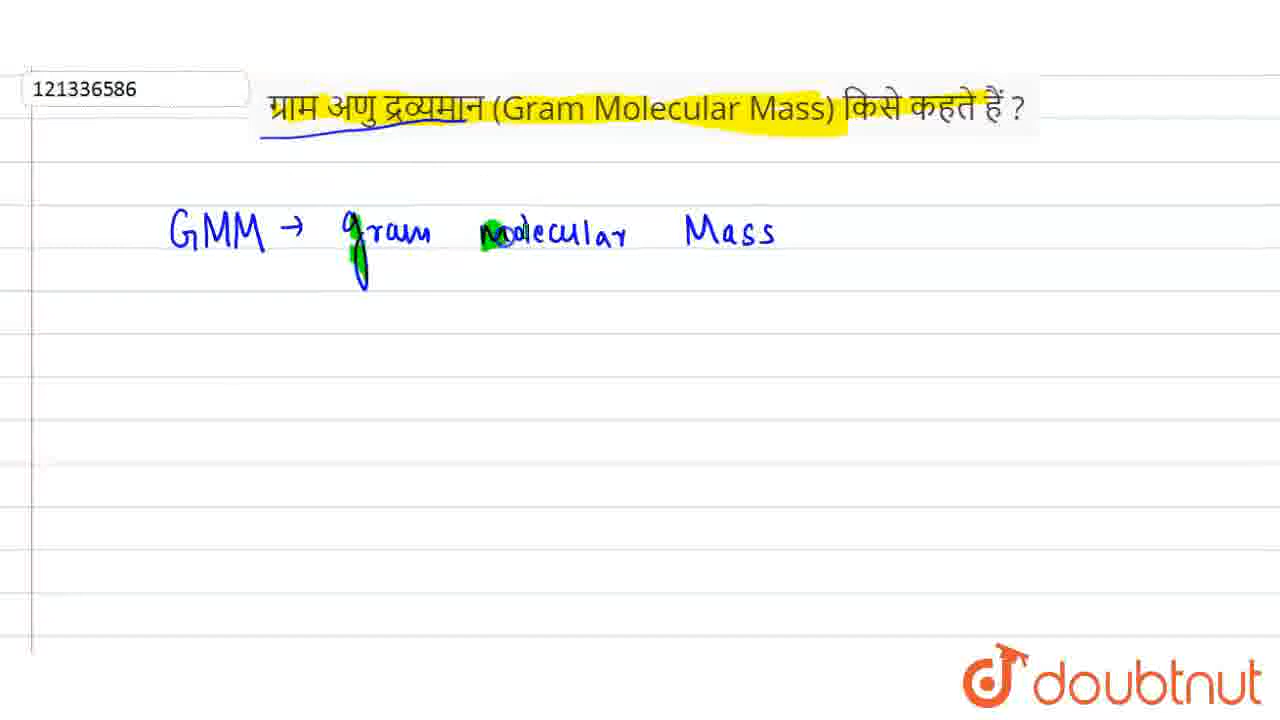 121336586
ग्राम अणु द्रव्यमान (Gram Molecular Mass) किसे कहते हैं ?
GMM → gram molecular Mass
doubtnut